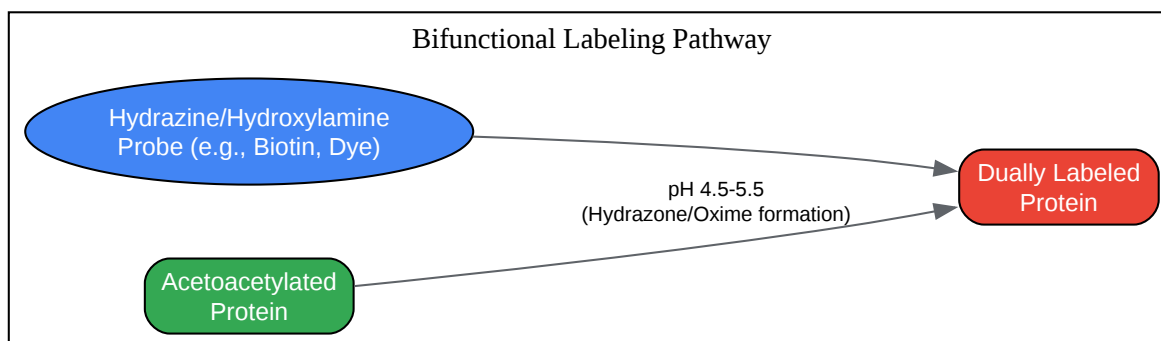 Bifunctional Labeling Pathway
Hydrazine/Hydroxylamine
Probe (e.g., Biotin, Dye)
pH 4.5-5.5
(Hydrazone/Oxime formation)
Dually Labeled
Protein
Acetoacetylated
Protein